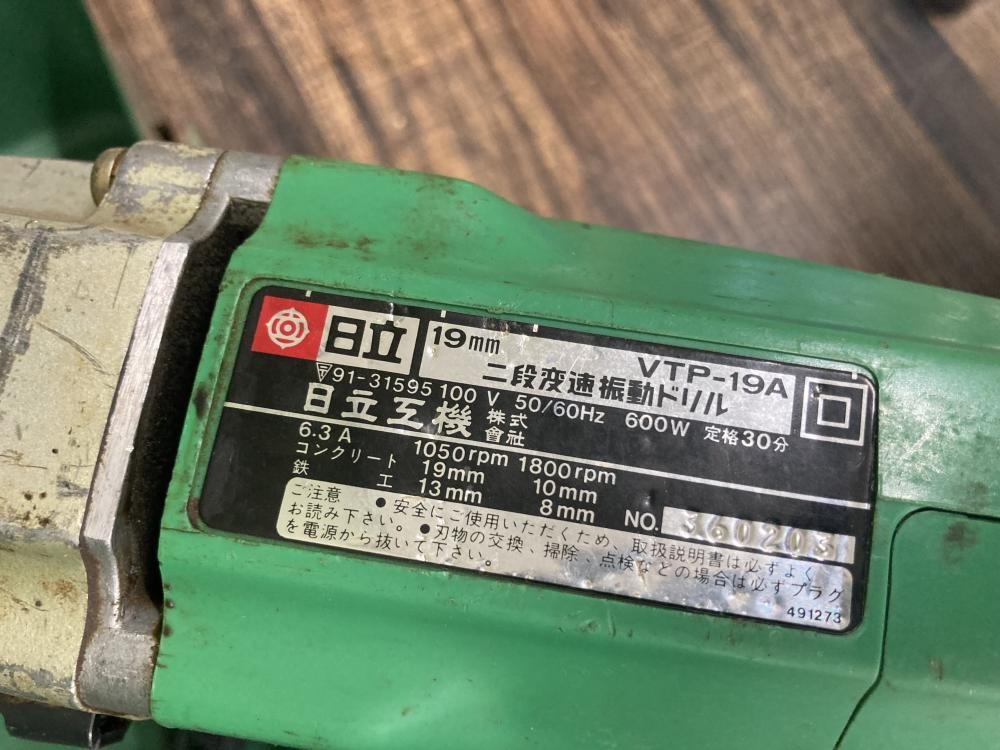 日立
19mm VTP-19A
二段変速振動ドリル
▽91-31595 100 V 50/60Hz 600W 定格30分
日立工機 株式會社
6.3A 1050rpm 1800rpm
コンクリート 19mm 10mm
鉄工 13mm 8mm NO. 360203
ご注意 ●安全にご使用いただくため、取扱説明書は必ずよく
お読み下さい。●刃物の交換、掃除、点検などの場合は必ずプラグ
を電源から抜いて下さい。
491273